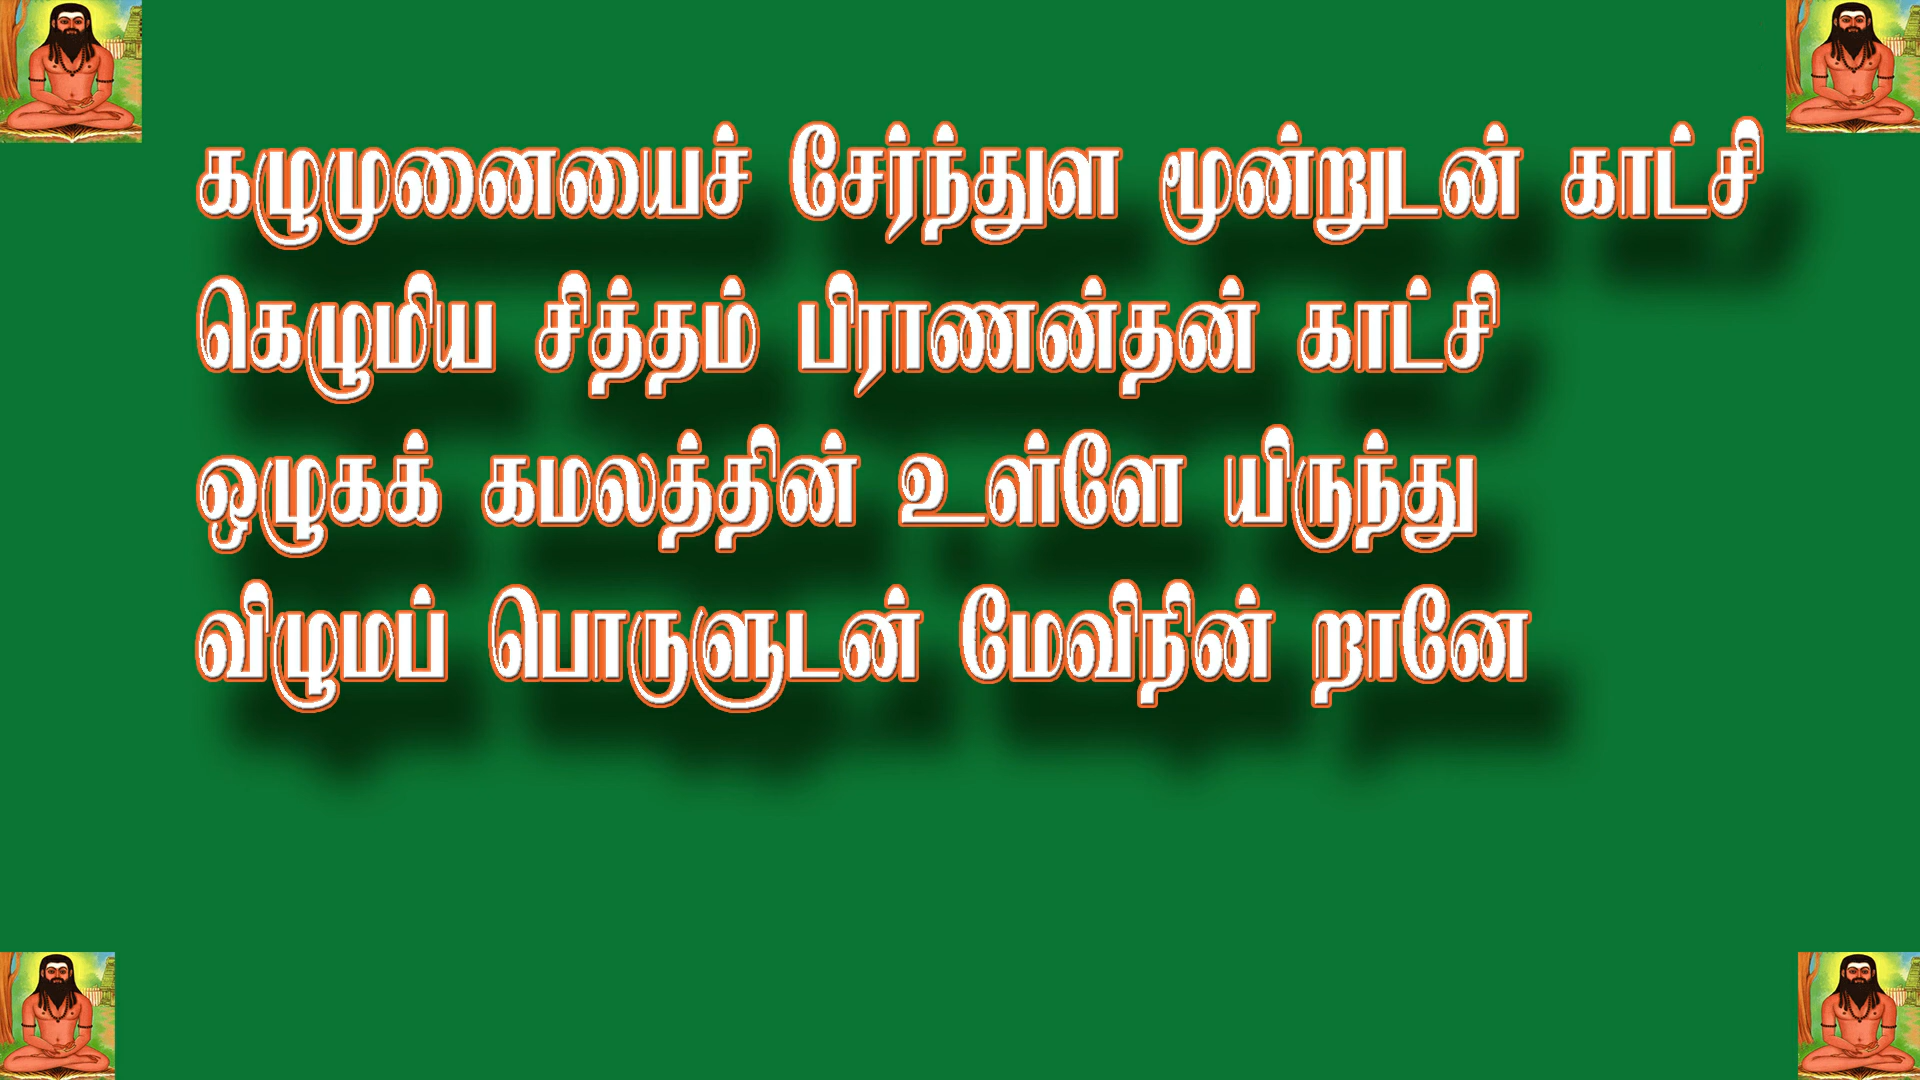 கழுமுனையைச் சேர்ந்துள மூன்றுடன் காட்சி
கெழுமிய சித்தம் பிராணன்தன் காட்சி
ஒழுகக் கமலத்தின் உள்ளே யிருந்து
விழுமப் பொருளுடன் மேவிநின் றானே